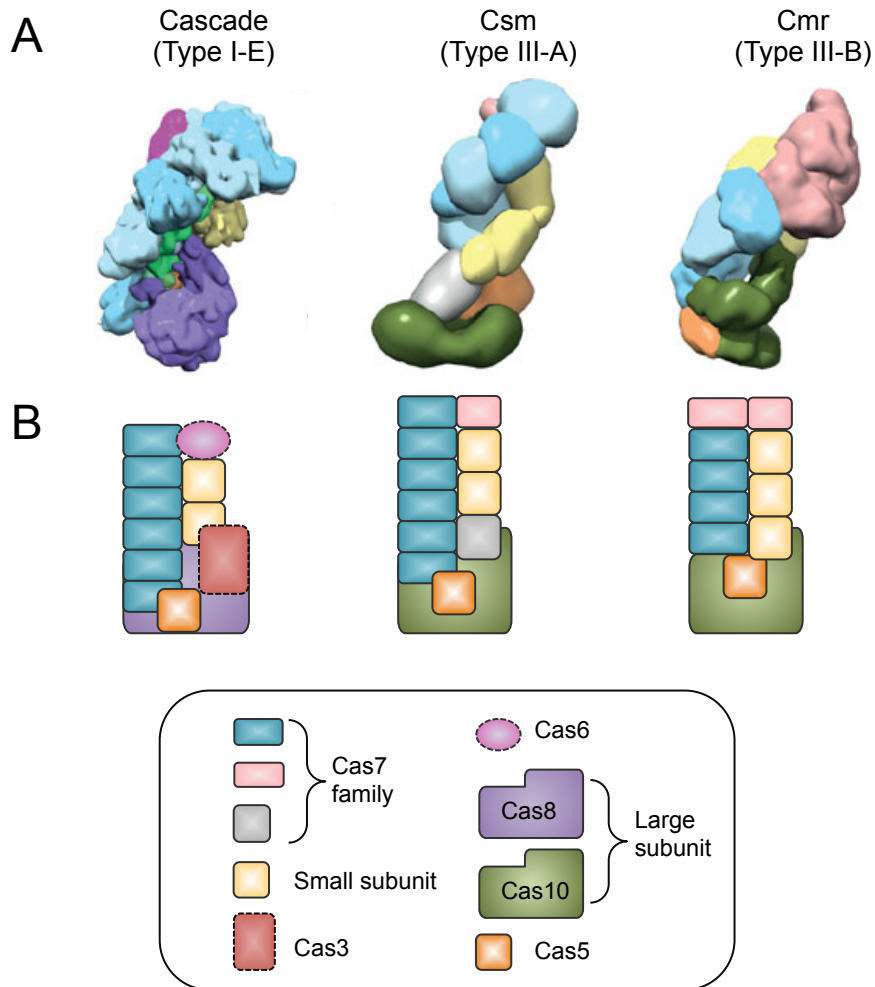 A
Cascade
(Type I-E)
Csm
(Type III-A)
Cmr
(Type III-B)
B
Cas7
family
Small subunit
Cas3
Cas6
Cas8
Cas10
Large
subunit
Cas5